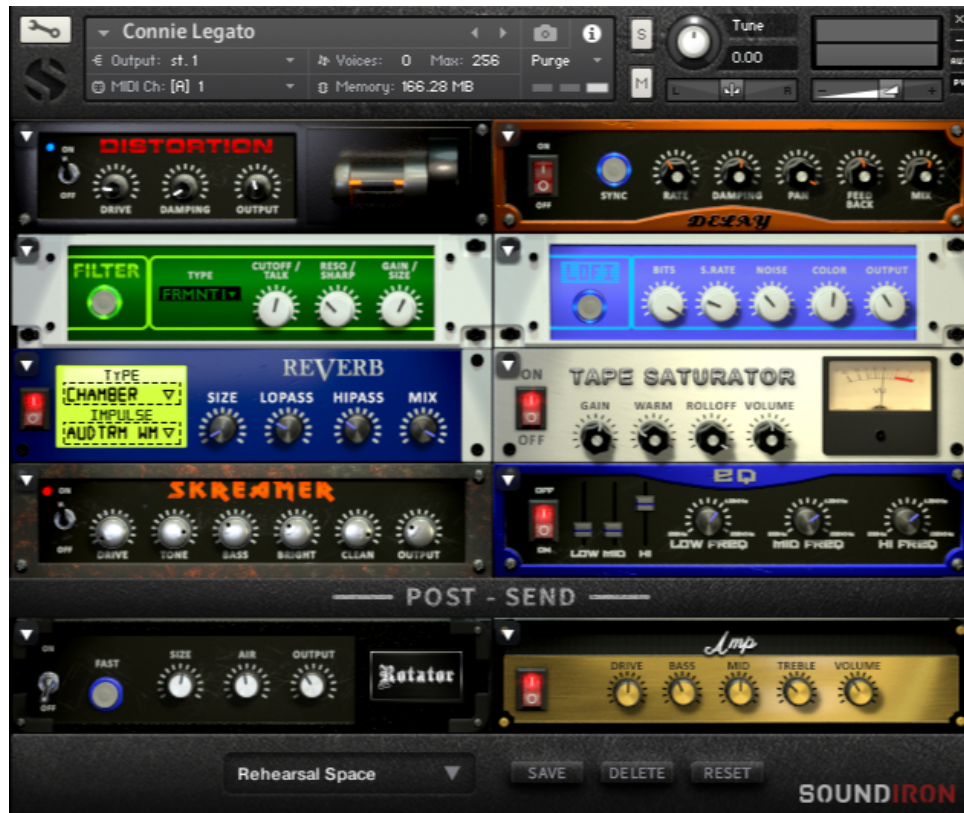 Connie Legato
Output: st. 1
Voices: 0 Max: 256
Purge
MIDI Ch: [A] 1
Memory: 166.28 MB
S
M
Tune
0.00
L R
- +
×
-
AUX
PV
DISTORTION
ON
OFF
DRIVE DAMPING OUTPUT
ON
OFF
SYNC
RATE DAMPING PAN FEED BACK MIX
DELAY
FILTER
TYPE
FRMNT I
CUTOFF / TALK
RESO / SHARP
GAIN / SIZE
LOFI
BITS S.RATE NOISE COLOR OUTPUT
TYPE
CHAMBER
IMPULSE
AUDTRM WM
REVERB
SIZE LOPASS HIPASS MIX
ON
OFF
TAPE SATURATOR
GAIN WARM ROLLOFF VOLUME
VU
SKREAMER
ON
OFF
DRIVE TONE BASS BRIGHT CLEAN OUTPUT
EQ
OFF
ON
LOW MID HI
LOW FREQ MID FREQ HI FREQ
POST - SEND
ON
OFF
FAST
SIZE AIR OUTPUT
Rotator
Amp
DRIVE BASS MID TREBLE VOLUME
Rehearsal Space
SAVE DELETE RESET
SOUNDIRON